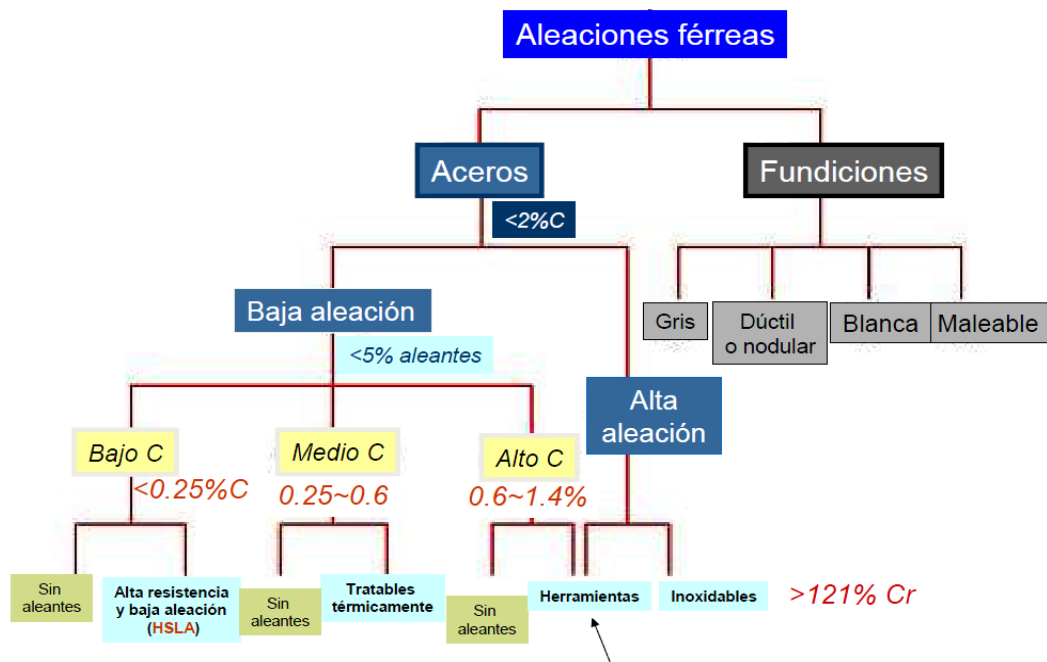 Aleaciones férreas
Aceros
Fundiciones
<2%C
Baja aleación
<5% aleantes
Gris
Dúctil
o nodular
Blanca
Maleable
Alta
aleación
Bajo C
Medio C
Alto C
<0.25%C
0.25~0.6
0.6~1.4%
Sin
aleantes
Alta resistencia
y baja aleación
(HSLA)
Sin
aleantes
Tratables
térmicamente
Sin
aleantes
Herramientas
Inoxidables
>121% Cr